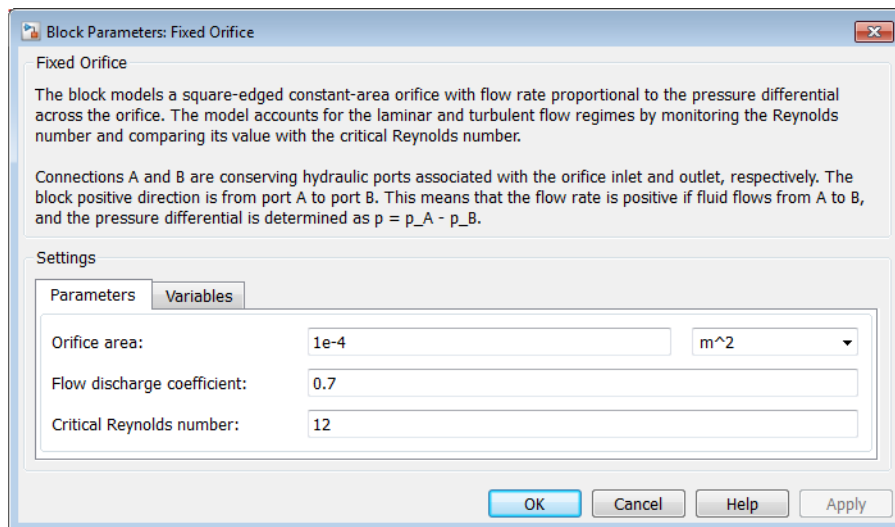 Block Parameters: Fixed Orifice
Fixed Orifice
The block models a square-edged constant-area orifice with flow rate proportional to the pressure differential
across the orifice. The model accounts for the laminar and turbulent flow regimes by monitoring the Reynolds
number and comparing its value with the critical Reynolds number.
Connections A and B are conserving hydraulic ports associated with the orifice inlet and outlet, respectively. The
block positive direction is from port A to port B. This means that the flow rate is positive if fluid flows from A to B,
and the pressure differential is determined as p = p_A - p_B.
Settings
Parameters Variables
Orifice area: 1e-4 m^2
Flow discharge coefficient: 0.7
Critical Reynolds number: 12
OK Cancel Help Apply